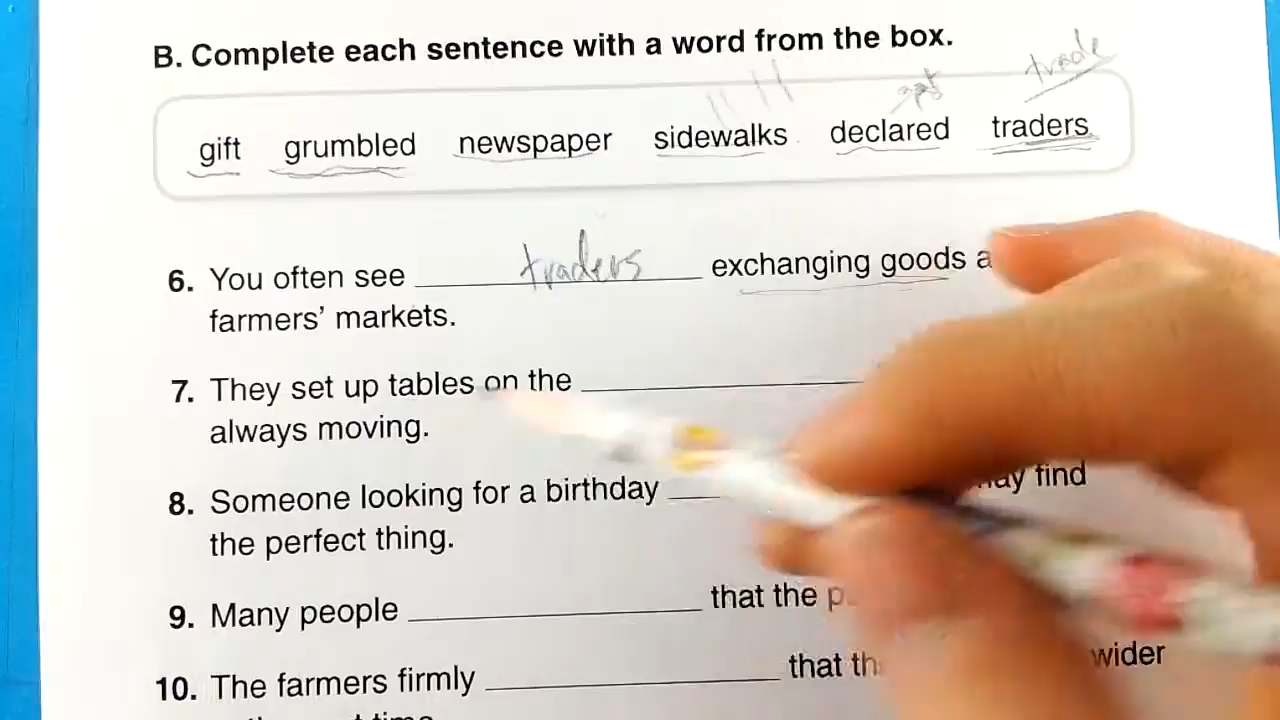 B. Complete each sentence with a word from the box.
trade
gift grumbled newspaper sidewalks declared traders
6. You often see traders exchanging goods a
farmers' markets.
7. They set up tables on the
always moving.
8. Someone looking for a birthday may find
the perfect thing.
9. Many people that the p
10. The farmers firmly that th wider